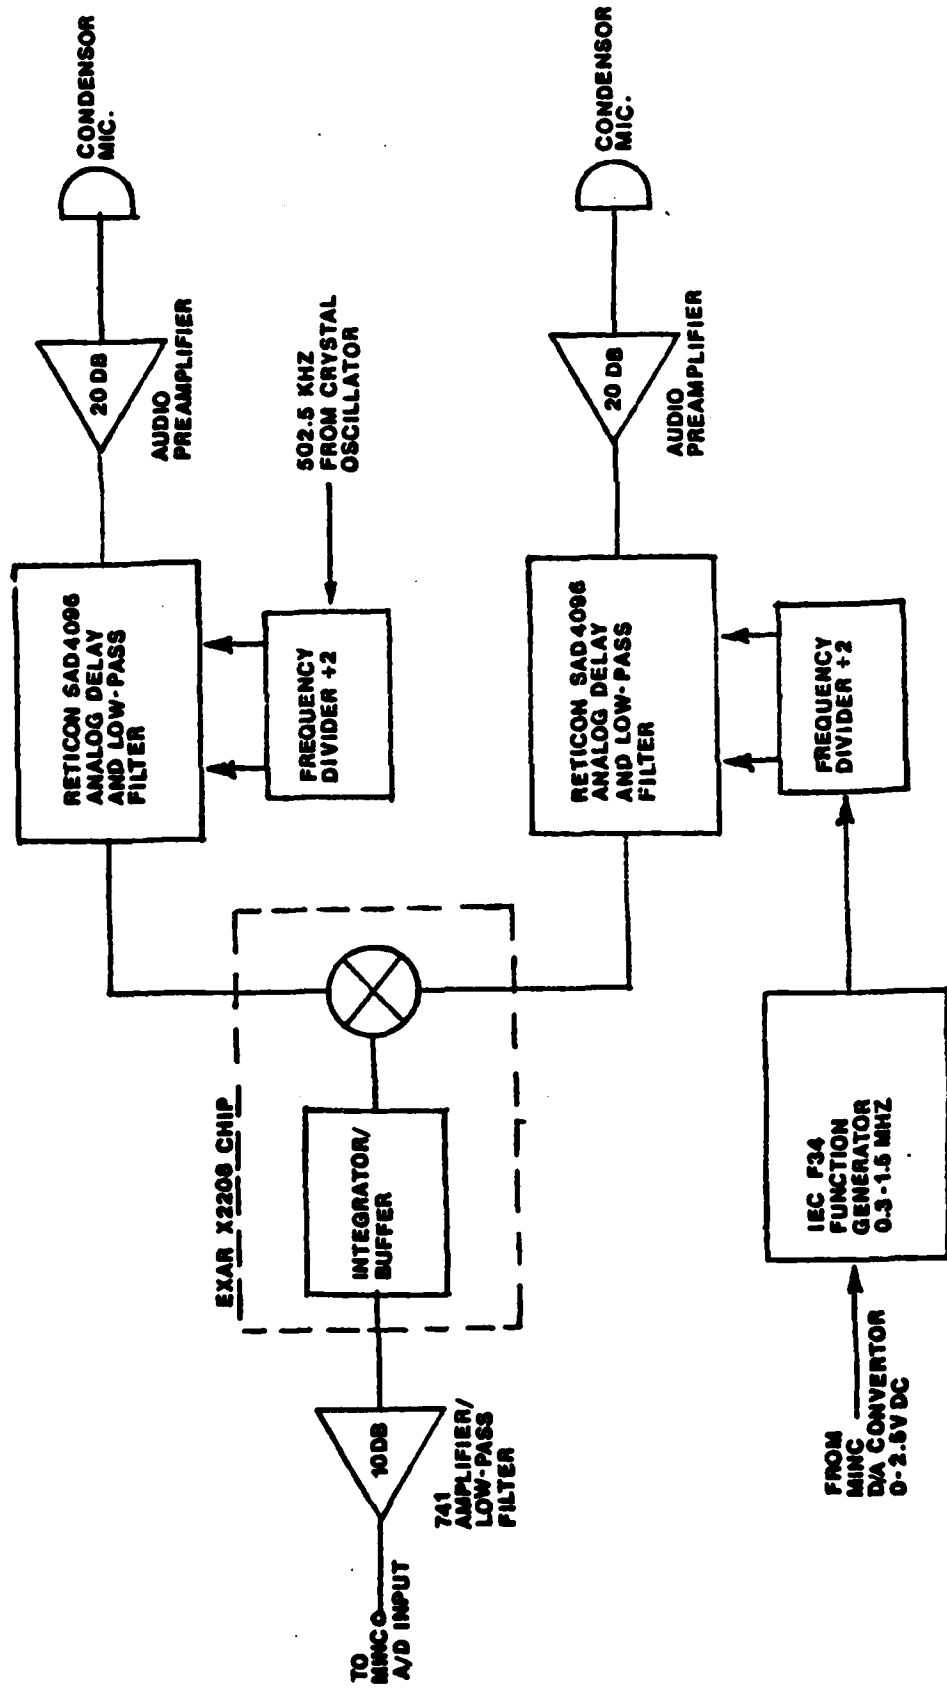 CONDENSOR
MIC.
20 DB
AUDIO
PREAMPLIFIER
RETICON SAD4096
ANALOG DELAY
AND LOW-PASS
FILTER
502.5 KHZ
FROM CRYSTAL
OSCILLATOR
FREQUENCY
DIVIDER ÷2
CONDENSOR
MIC.
20 DB
AUDIO
PREAMPLIFIER
RETICON SAD4096
ANALOG DELAY
AND LOW-PASS
FILTER
FREQUENCY
DIVIDER ÷2
EXAR X2208 CHIP
INTEGRATOR/
BUFFER
10DB
741
AMPLIFIER/
LOW-PASS
FILTER
TO
MINC
A/D INPUT
IEC F34
FUNCTION
GENERATOR
0.3-1.5 MHZ
FROM
MINC
D/A CONVERTOR
D-2.5V DC